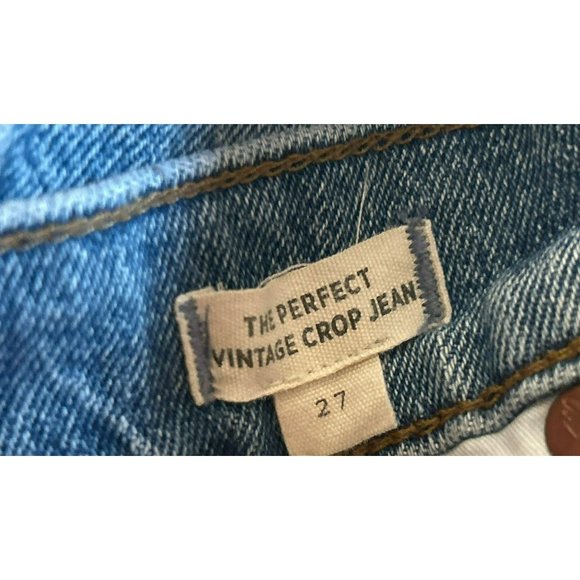 THE PERFECT
VINTAGE CROP JEAN
27